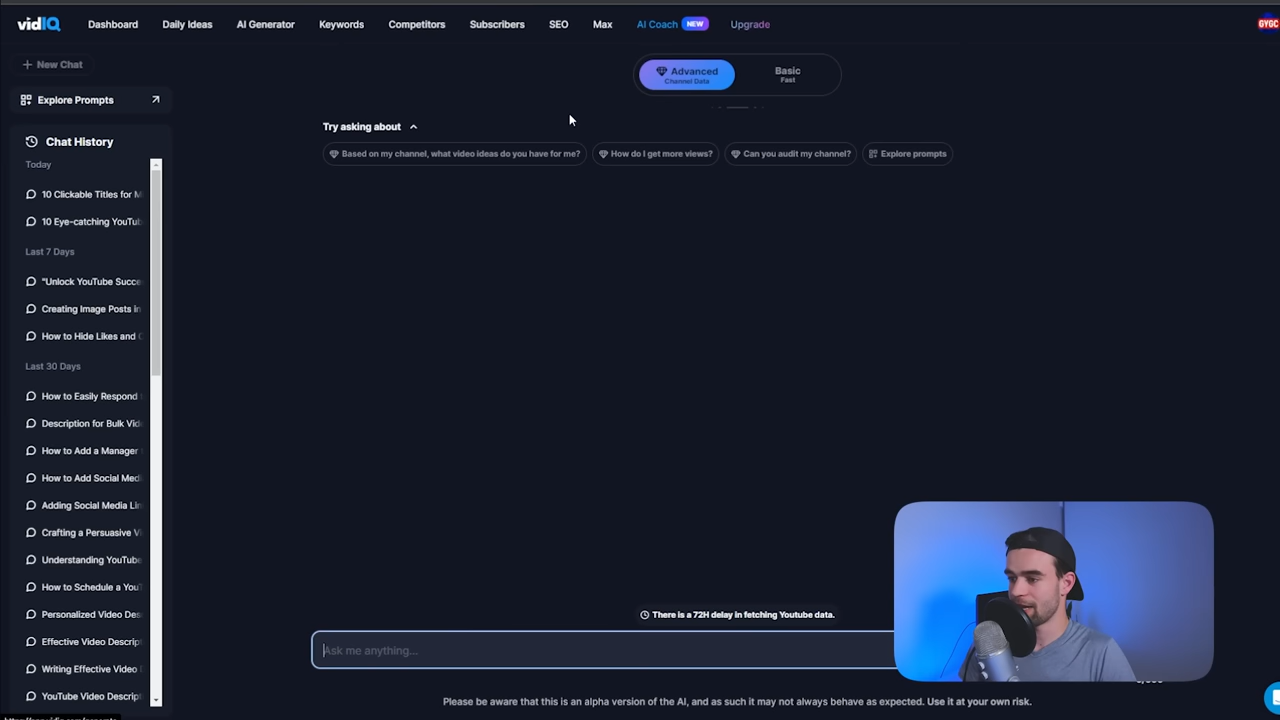 vidIQ
Dashboard
Daily Ideas
AI Generator
Keywords
Competitors
Subscribers
SEO
Max
AI Coach NEW
Upgrade
GYGC
+ New Chat
Advanced
Channel Data
Basic
Fast
Explore Prompts
Try asking about
Based on my channel, what video ideas do you have for me?
How do I get more views?
Can you audit my channel?
Explore prompts
Chat History
Today
10 Clickable Titles for M
10 Eye-catching YouTub
Last 7 Days
"Unlock YouTube Succe
Creating Image Posts in
How to Hide Likes and C
Last 30 Days
How to Easily Respond
Description for Bulk Vid
How to Add a Manager
How to Add Social Med
Adding Social Media Lin
Crafting a Persuasive Vi
Understanding YouTube
How to Schedule a You
Personalized Video Des
Effective Video Descrip
Writing Effective Video
YouTube Video Descrip
There is a 72H delay in fetching Youtube data.
Ask me anything...
Please be aware that this is an alpha version of the AI, and as such it may not always behave as expected. Use it at your own risk.